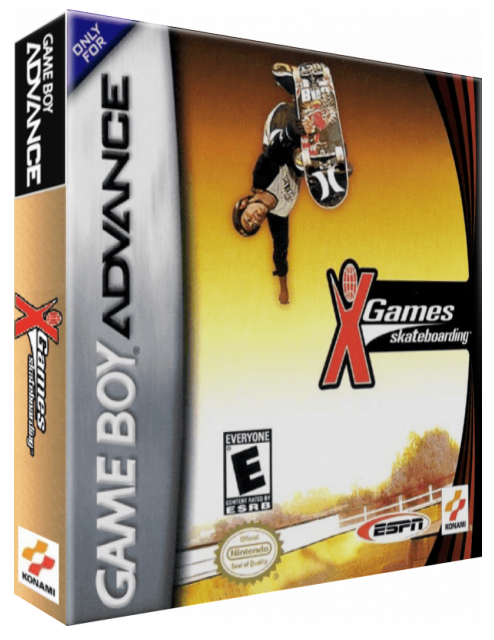 GAME BOY
ADVANCE
X Games
skateboarding
KONAMI
ONLY
FOR
GAME BOY ADVANCE
X Games
skateboarding
EVERYONE
E
CONTENT RATED BY
ESRB
Official
Nintendo
Seal of Quality
ESPN
KONAMI